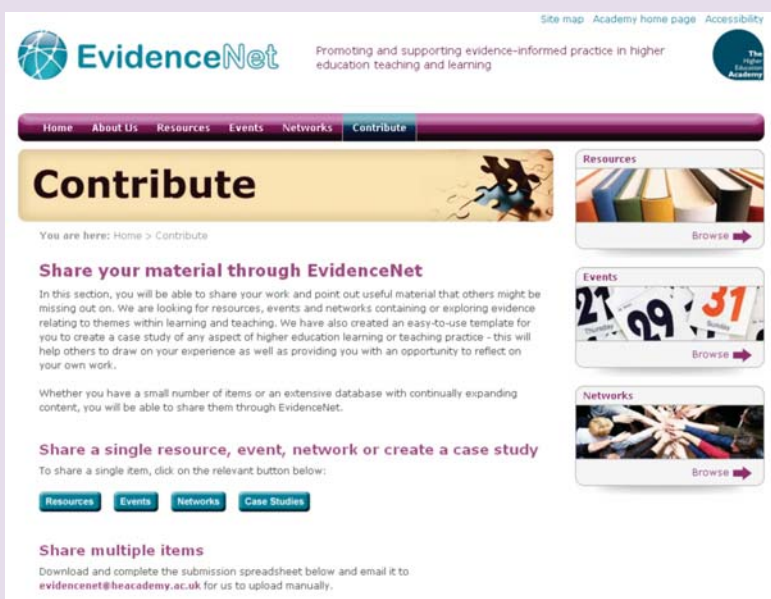 Site map Academy home page Accessibility
EvidenceNet
Promoting and supporting evidence-informed practice in higher
education teaching and learning
The
Higher
Education
Academy
Home About Us Resources Events Networks Contribute
Contribute
You are here: Home > Contribute
Share your material through EvidenceNet
In this section, you will be able to share your work and point out useful material that others might be
missing out on. We are looking for resources, events and networks containing or exploring evidence
relating to themes within learning and teaching. We have also created an easy-to-use template for
you to create a case study of any aspect of higher education learning or teaching practice - this will
help others to draw on your experience as well as providing you with an opportunity to reflect on
your own work.
Whether you have a small number of items or an extensive database with continually expanding
content, you will be able to share them through EvidenceNet.
Share a single resource, event, network or create a case study
To share a single item, click on the relevant button below:
Resources Events Networks Case Studies
Share multiple items
Download and complete the submission spreadsheet below and email it to
evidencenet@heacademy.ac.uk for us to upload manually.
Resources
Browse
Events
27 29 31
Thursday Sunday
Browse
Networks
Browse